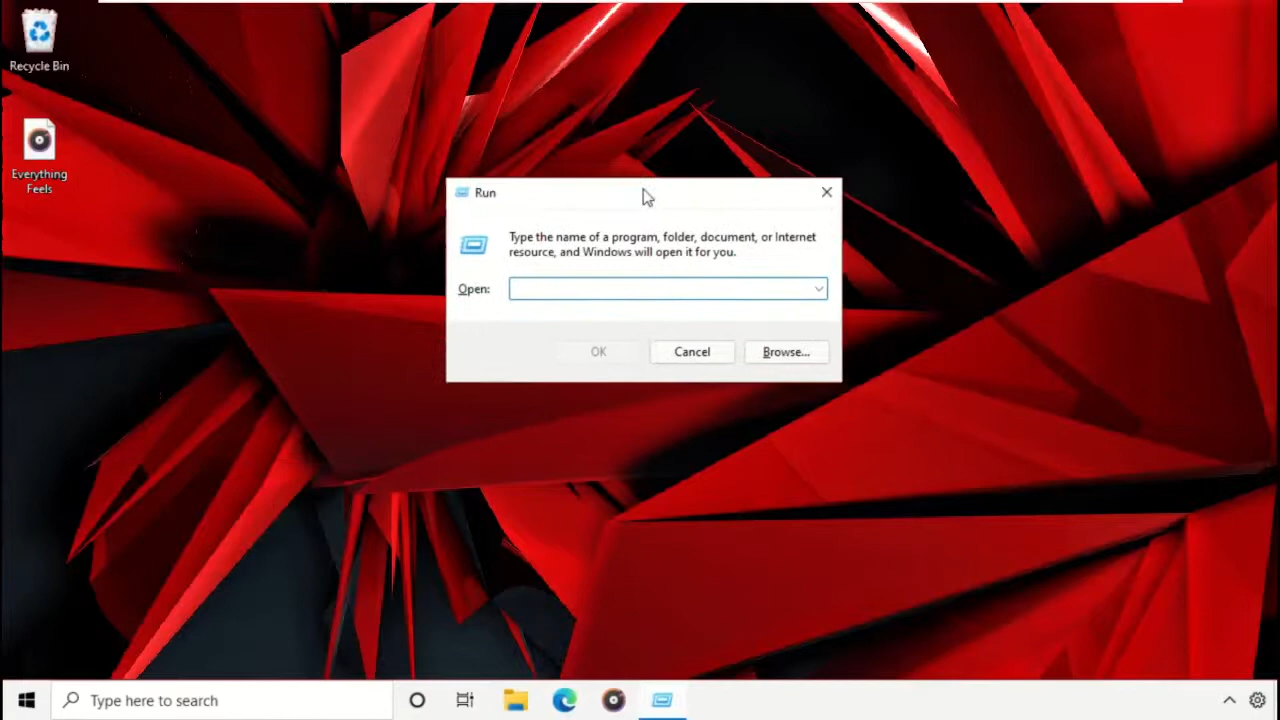 Recycle Bin
Everything
Feels
Run
Type the name of a program, folder, document, or Internet
resource, and Windows will open it for you.
Open:
OK
Cancel
Browse...
Type here to search